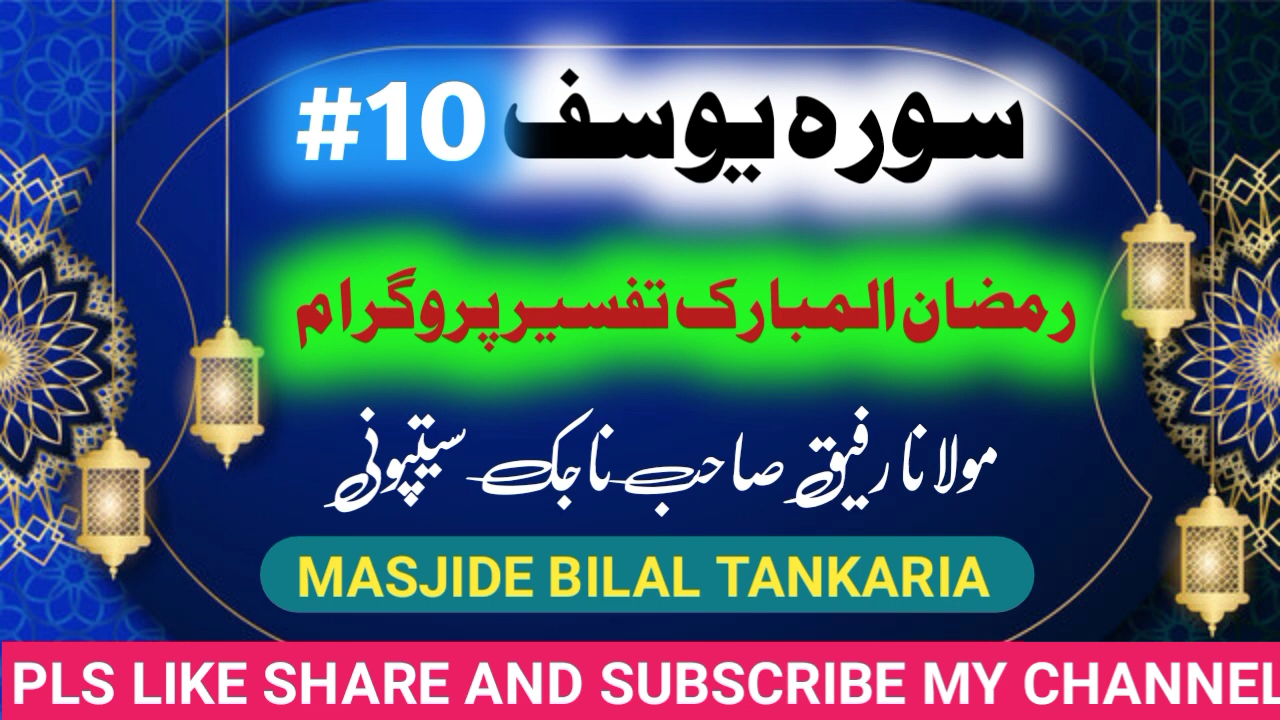 سورہ یوسف #10
رمضان المبارک تفسیر پروگرام
مولانا رفیق صاحب ناجک سیتپونی
MASJIDE BILAL TANKARIA
PLS LIKE SHARE AND SUBSCRIBE MY CHANNEL